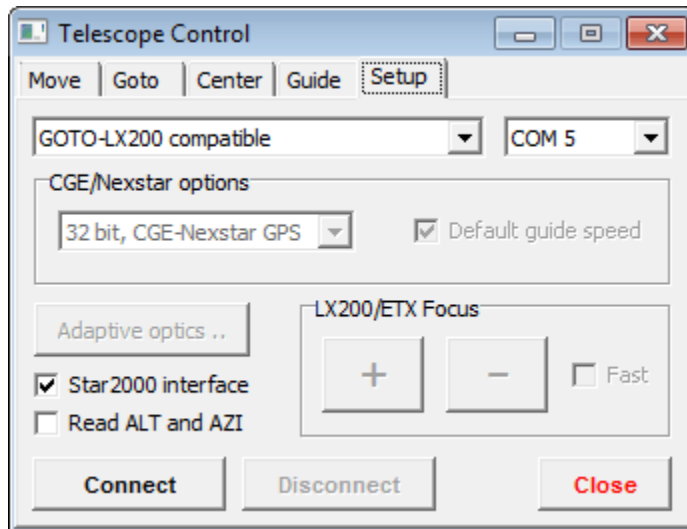 Telescope Control
Move Goto Center Guide Setup
GOTO-LX200 compatible COM 5
CGE/Nexstar options
32 bit, CGE-Nexstar GPS Default guide speed
Adaptive optics ..
LX200/ETX Focus
+ − Fast
Star2000 interface
Read ALT and AZI
Connect Disconnect Close